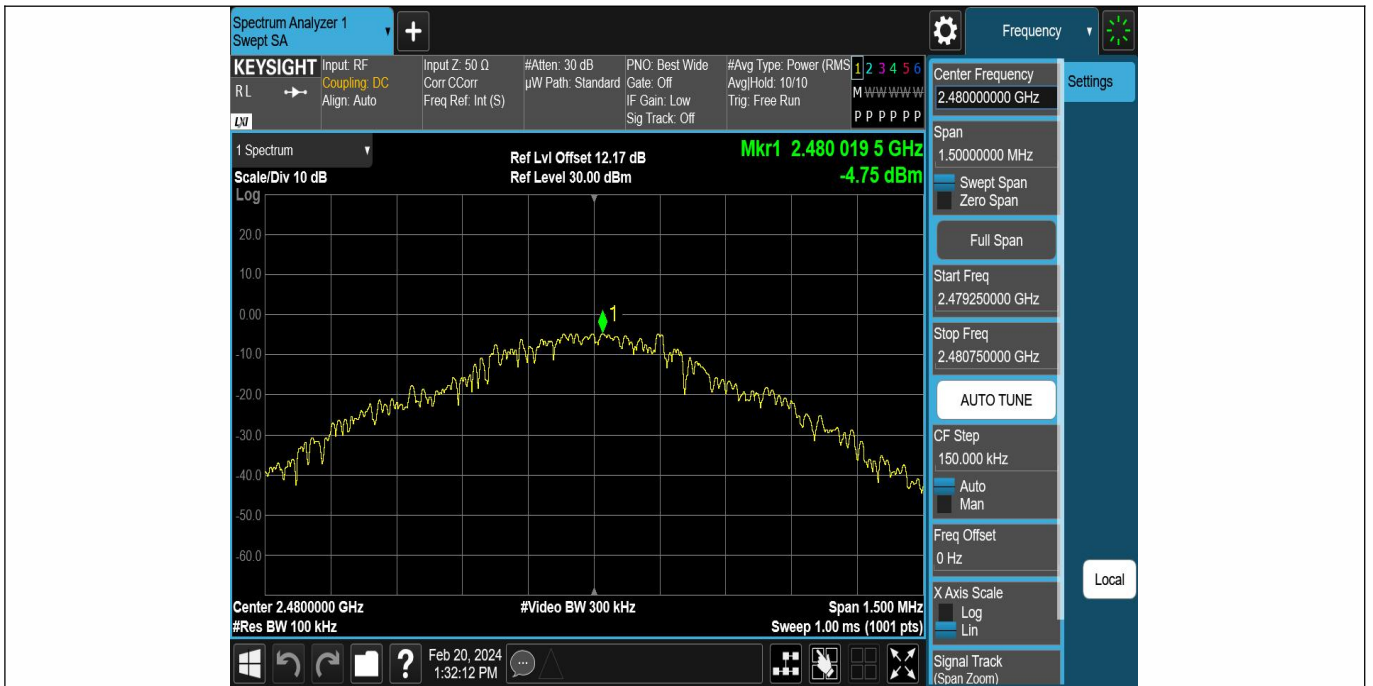 Spectrum Analyzer 1
Swept SA
Frequency
KEYSIGHT
RL
LXI
Input: RF
Coupling: DC
Align: Auto
Input Z: 50 Ω
Corr CCorr
Freq Ref: Int (S)
#Atten: 30 dB
µW Path: Standard
PNO: Best Wide
Gate: Off
IF Gain: Low
Sig Track: Off
#Avg Type: Power (RMS
Avg|Hold: 10/10
Trig: Free Run
1 2 3 4 5 6
M W W W W W
P P P P P P
1 Spectrum
Scale/Div 10 dB
Log
Ref Lvl Offset 12.17 dB
Ref Level 30.00 dBm
Mkr1 2.480 019 5 GHz
-4.75 dBm
20.0
10.0
0.00
-10.0
-20.0
-30.0
-40.0
-50.0
-60.0
1
Center 2.4800000 GHz
#Res BW 100 kHz
#Video BW 300 kHz
Span 1.500 MHz
Sweep 1.00 ms (1001 pts)
Feb 20, 2024
1:32:12 PM
Center Frequency
2.480000000 GHz
Settings
Span
1.50000000 MHz
Swept Span
Zero Span
Full Span
Start Freq
2.479250000 GHz
Stop Freq
2.480750000 GHz
AUTO TUNE
CF Step
150.000 kHz
Auto
Man
Freq Offset
0 Hz
X Axis Scale
Log
Lin
Local
Signal Track
(Span Zoom)